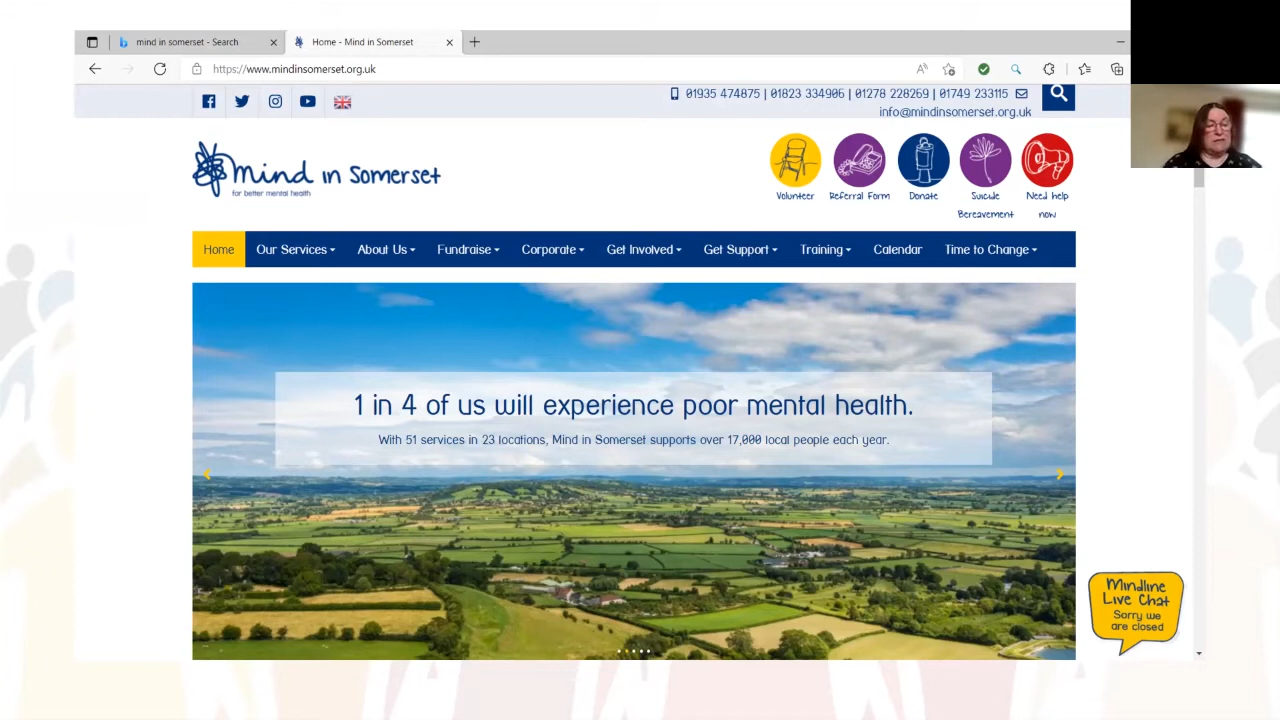 mind in somerset - Search
Home - Mind in Somerset
https://www.mindinsomerset.org.uk
01935 474875 | 01823 334906 | 01278 228269 | 01749 233115
info@mindinsomerset.org.uk
mind in Somerset
for better mental health
Volunteer
Referral Form
Donate
Suicide
Bereavement
Need help
now
Home Our Services About Us Fundraise Corporate Get Involved Get Support Training Calendar Time to Change
1 in 4 of us will experience poor mental health.
With 51 services in 23 locations, Mind in Somerset supports over 17,000 local people each year.
Mindline
Live Chat
Sorry we
are closed